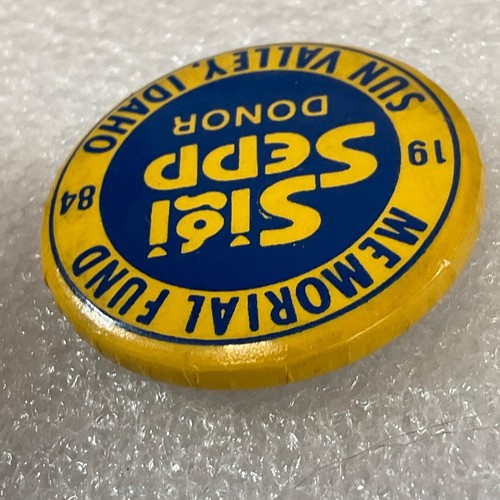 MEMORIAL FUND
Sigi
Sepp
DONOR
19 84
SUN VALLEY, IDAHO